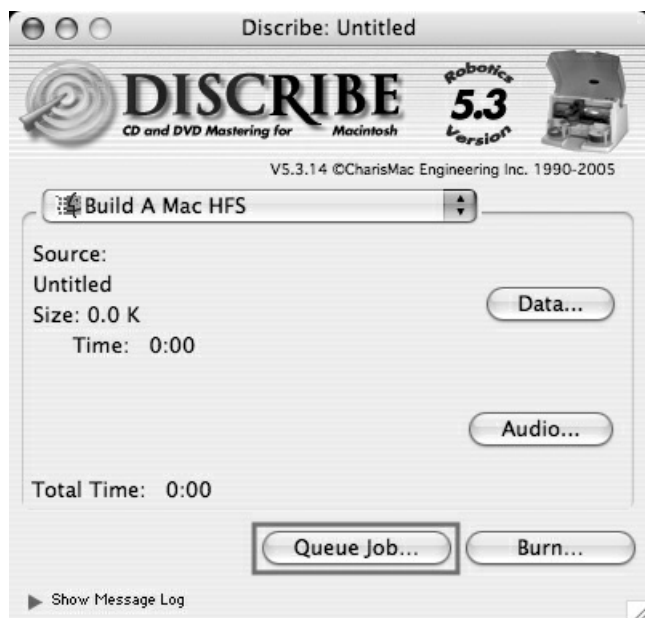 Discribe: Untitled
DISCRIBE
CD and DVD Mastering for Macintosh
Robotics
5.3
Version
V5.3.14 ©CharisMac Engineering Inc. 1990-2005
Build A Mac HFS
Source:
Untitled
Data...
Size: 0.0 K
Time: 0:00
Audio...
Total Time: 0:00
Queue Job... Burn...
Show Message Log